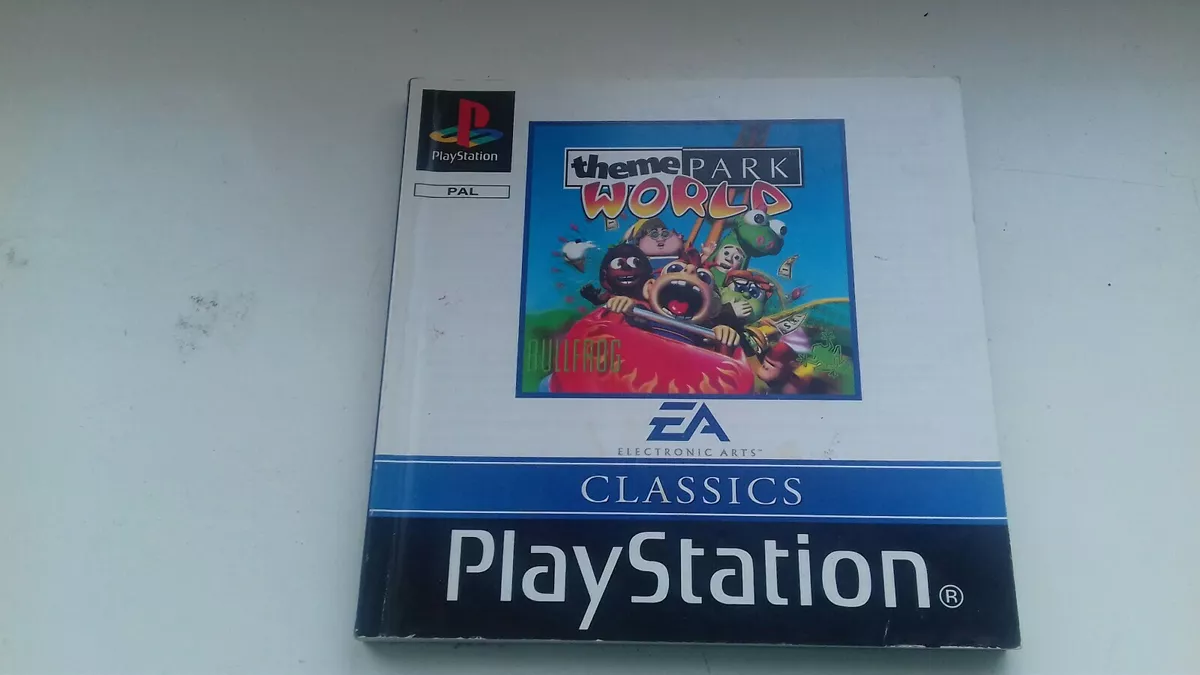 PlayStation
PAL
theme PARK
WORLD
BULLFROG
EA
ELECTRONIC ARTS™
CLASSICS
PlayStation®